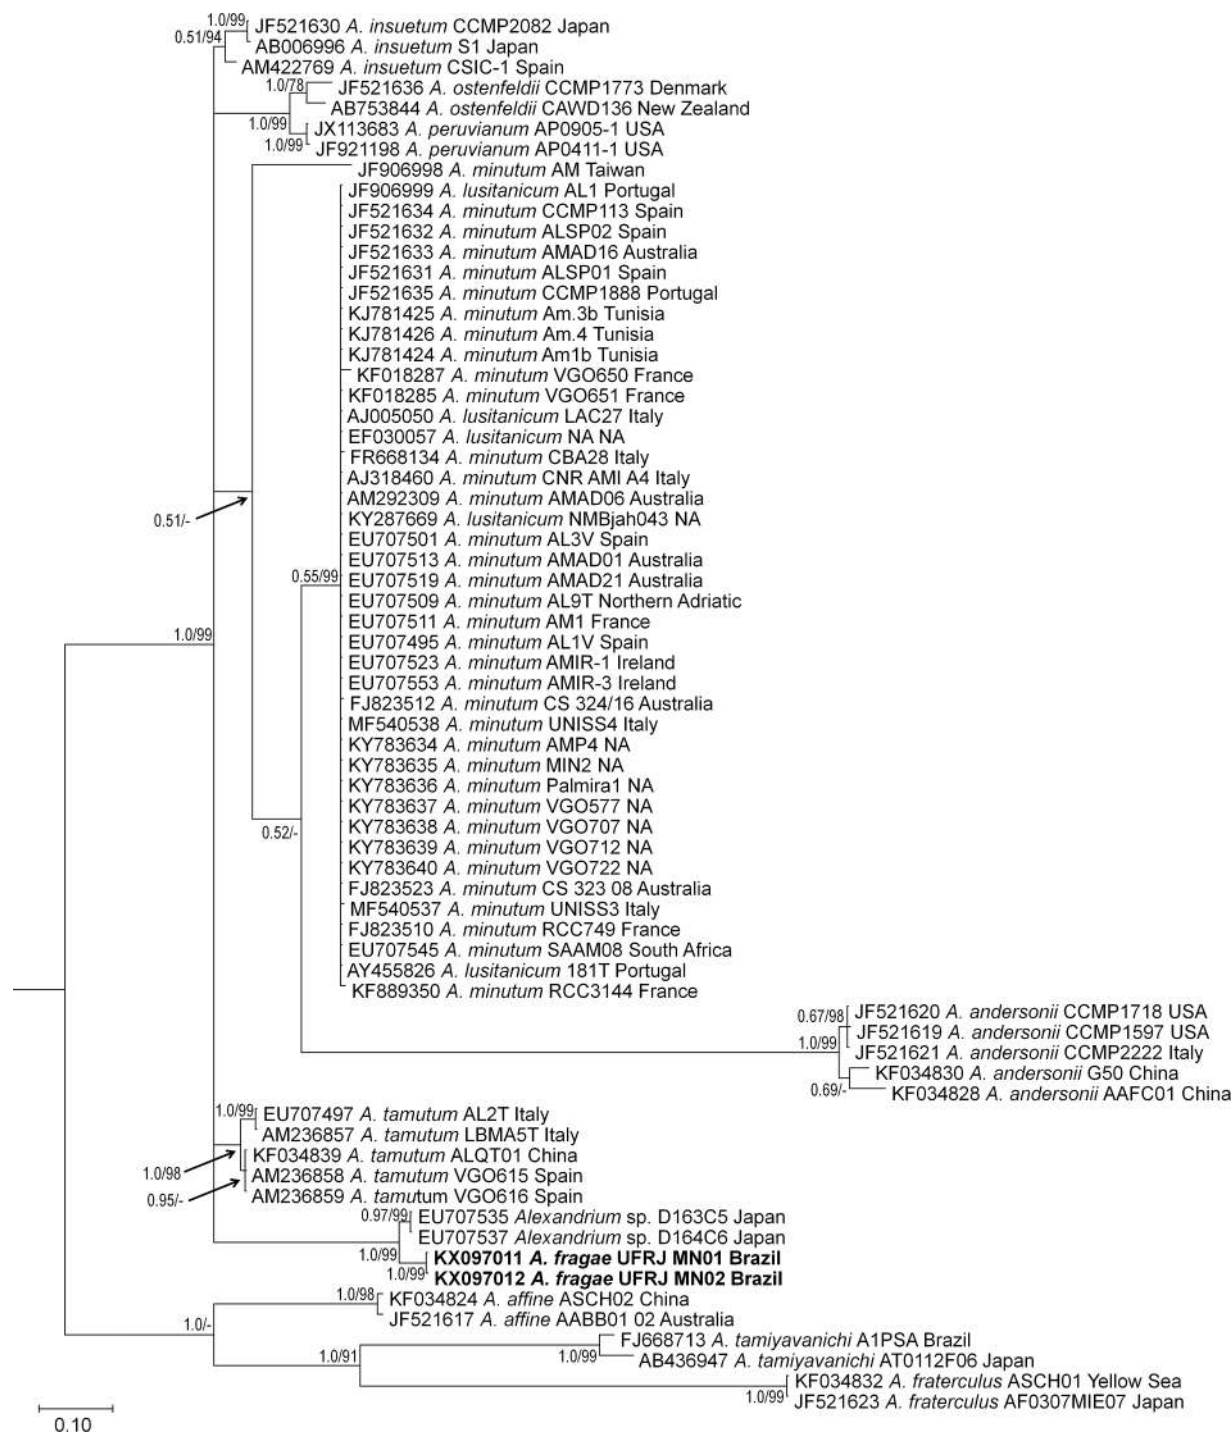 1.0/99
JF521630 A. insuetum CCMP2082 Japan
0.51/94
AB006996 A. insuetum S1 Japan
AM422769 A. insuetum CSIC-1 Spain
1.0/78
JF521636 A. ostenfeldii CCMP1773 Denmark
AB753844 A. ostenfeldii CAWD136 New Zealand
1.0/99
JX113683 A. peruvianum AP0905-1 USA
1.0/99
JF921198 A. peruvianum AP0411-1 USA
JF906998 A. minutum AM Taiwan
JF906999 A. lusitanicum AL1 Portugal
JF521634 A. minutum CCMP113 Spain
JF521632 A. minutum ALSP02 Spain
JF521633 A. minutum AMAD16 Australia
JF521631 A. minutum ALSP01 Spain
JF521635 A. minutum CCMP1888 Portugal
KJ781425 A. minutum Am.3b Tunisia
KJ781426 A. minutum Am.4 Tunisia
KJ781424 A. minutum Am1b Tunisia
KF018287 A. minutum VGO650 France
KF018285 A. minutum VGO651 France
AJ005050 A. lusitanicum LAC27 Italy
EF030057 A. lusitanicum NA NA
FR668134 A. minutum CBA28 Italy
AJ318460 A. minutum CNR AMI A4 Italy
AM292309 A. minutum AMAD06 Australia
0.51/-
KY287669 A. lusitanicum NMBjah043 NA
EU707501 A. minutum AL3V Spain
EU707513 A. minutum AMAD01 Australia
0.55/99
EU707519 A. minutum AMAD21 Australia
EU707509 A. minutum AL9T Northern Adriatic
EU707511 A. minutum AM1 France
1.0/99
EU707495 A. minutum AL1V Spain
EU707523 A. minutum AMIR-1 Ireland
EU707553 A. minutum AMIR-3 Ireland
FJ823512 A. minutum CS 324/16 Australia
MF540538 A. minutum UNISS4 Italy
KY783634 A. minutum AMP4 NA
KY783635 A. minutum MIN2 NA
KY783636 A. minutum Palmira1 NA
KY783637 A. minutum VGO577 NA
0.52/-
KY783638 A. minutum VGO707 NA
KY783639 A. minutum VGO712 NA
KY783640 A. minutum VGO722 NA
FJ823523 A. minutum CS 323 08 Australia
MF540537 A. minutum UNISS3 Italy
FJ823510 A. minutum RCC749 France
EU707545 A. minutum SAAM08 South Africa
AY455826 A. lusitanicum 181T Portugal
KF889350 A. minutum RCC3144 France
0.67/98
JF521620 A. andersonii CCMP1718 USA
JF521619 A. andersonii CCMP1597 USA
1.0/99
JF521621 A. andersonii CCMP2222 Italy
KF034830 A. andersonii G50 China
0.69/-
KF034828 A. andersonii AAFC01 China
1.0/99
EU707497 A. tamutum AL2T Italy
AM236857 A. tamutum LBMA5T Italy
KF034839 A. tamutum ALQT01 China
1.0/98
AM236858 A. tamutum VGO615 Spain
0.95/-
AM236859 A. tamutum VGO616 Spain
0.97/99
EU707535 Alexandrium sp. D163C5 Japan
EU707537 Alexandrium sp. D164C6 Japan
1.0/99
KX097011 A. fragae UFRJ MN01 Brazil
1.0/99
KX097012 A. fragae UFRJ MN02 Brazil
1.0/98
KF034824 A. affine ASCH02 China
JF521617 A. affine AABB01 02 Australia
1.0/-
FJ668713 A. tamiyavanichi A1PSA Brazil
1.0/91
1.0/99
AB436947 A. tamiyavanichi AT0112F06 Japan
KF034832 A. fraterculus ASCH01 Yellow Sea
1.0/99
JF521623 A. fraterculus AF0307MIE07 Japan
0.10